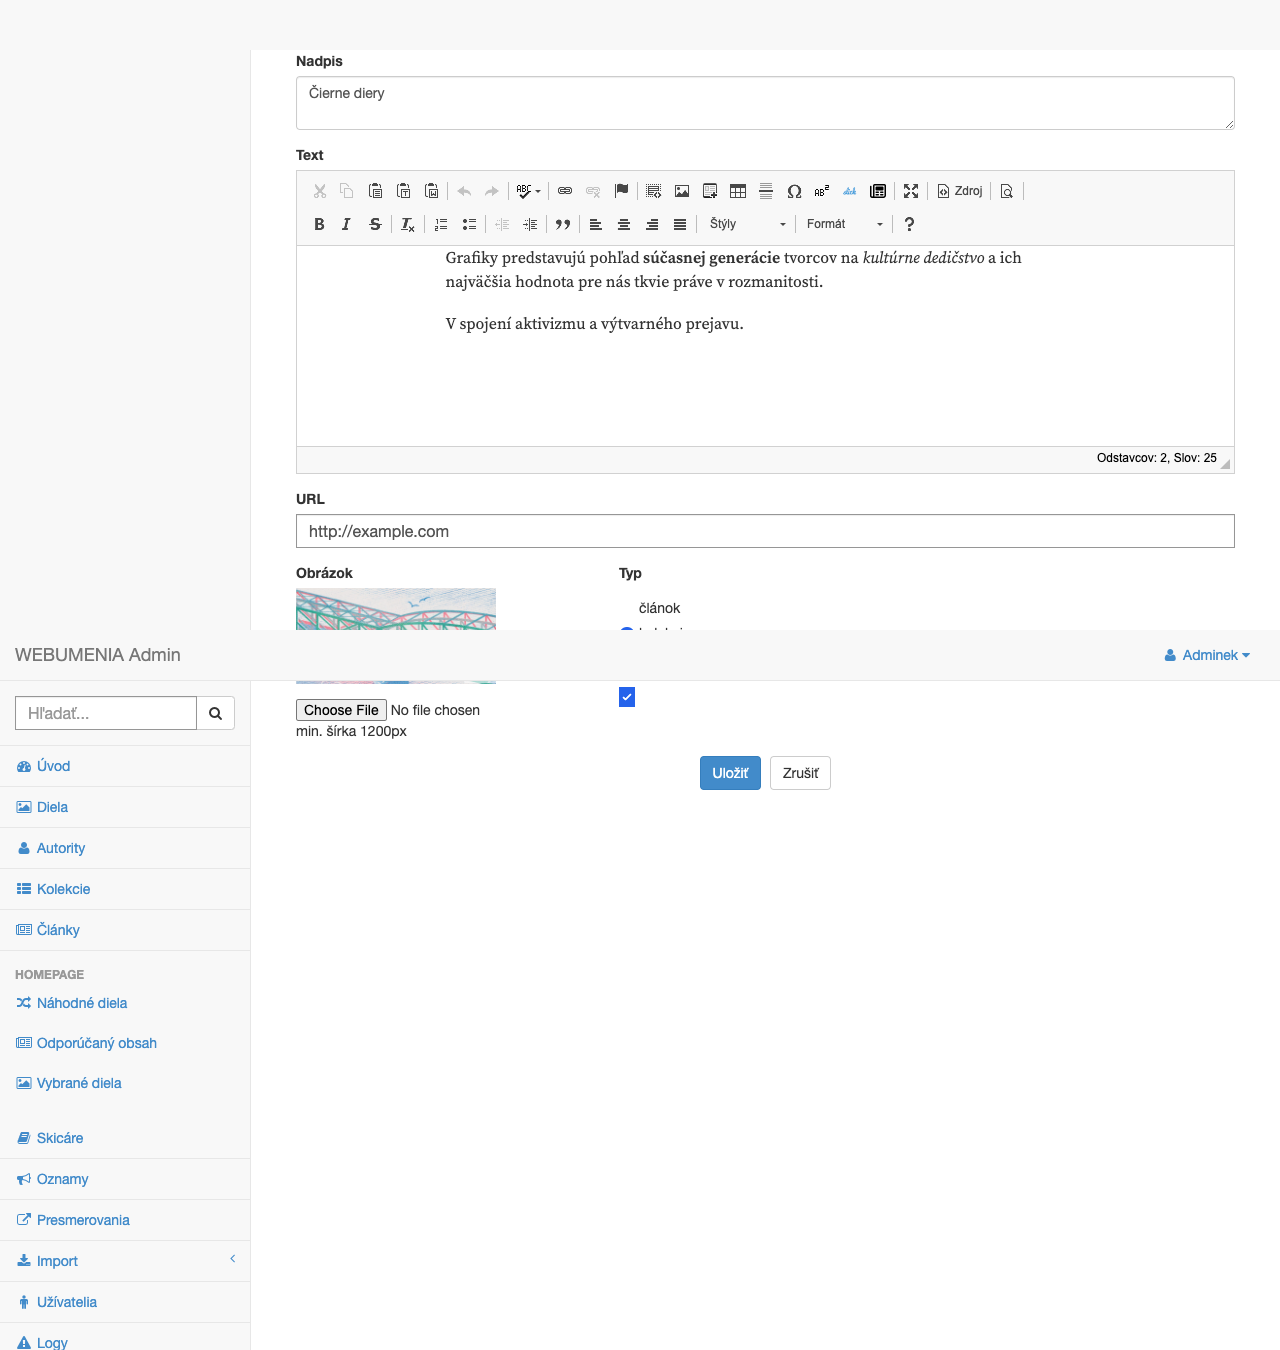 Nadpis
Čierne diery
Text
Zdroj
Štýly
Formát
Grafiky predstavujú pohľad súčasnej generácie tvorcov na kultúrne dedičstvo a ich
najväčšia hodnota pre nás tkvie práve v rozmanitosti.
V spojení aktivizmu a výtvarného prejavu.
Odstavcov: 2, Slov: 25
URL
http://example.com
Obrázok
Typ
článok
WEBUMENIA Admin
Adminek
Hľadať...
Choose File No file chosen
min. šírka 1200px
Uložiť
Zrušiť
Úvod
Diela
Autority
Kolekcie
Články
HOMEPAGE
Náhodné diela
Odporúčaný obsah
Vybrané diela
Skicáre
Oznamy
Presmerovania
Import
Užívatelia
Logy